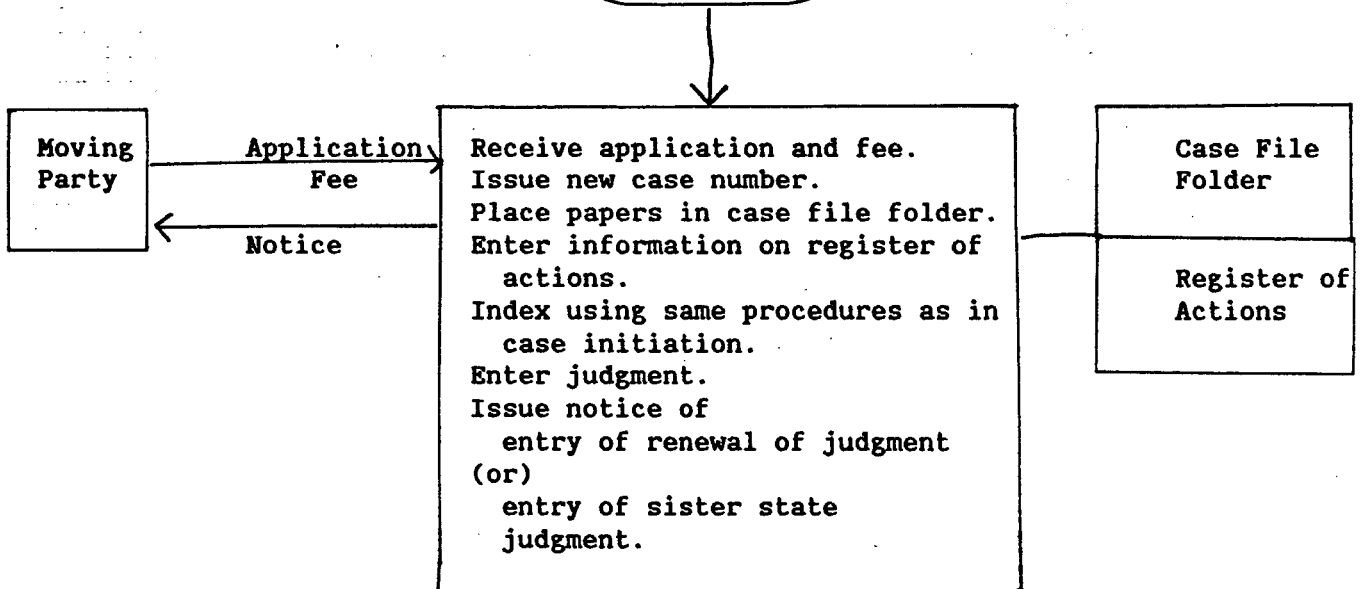 Moving
Party
Application
Fee
Notice
Receive application and fee.
Issue new case number.
Place papers in case file folder.
Enter information on register of
actions.
Index using same procedures as in
case initiation.
Enter judgment.
Issue notice of
entry of renewal of judgment
(or)
entry of sister state
judgment.
Case File
Folder
Register of
Actions